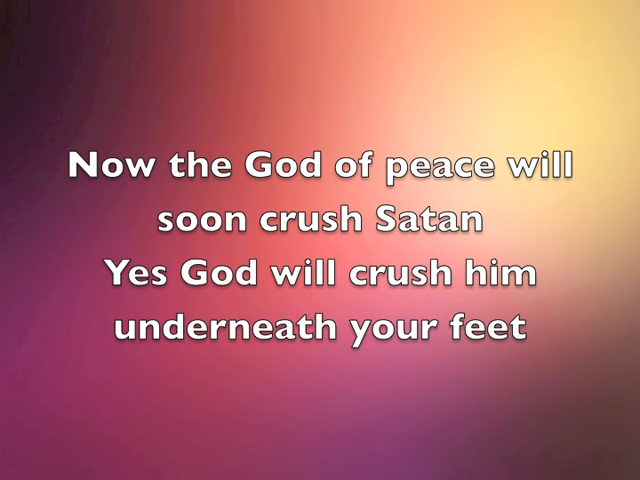 Now the God of peace will
soon crush Satan
Yes God will crush him
underneath your feet